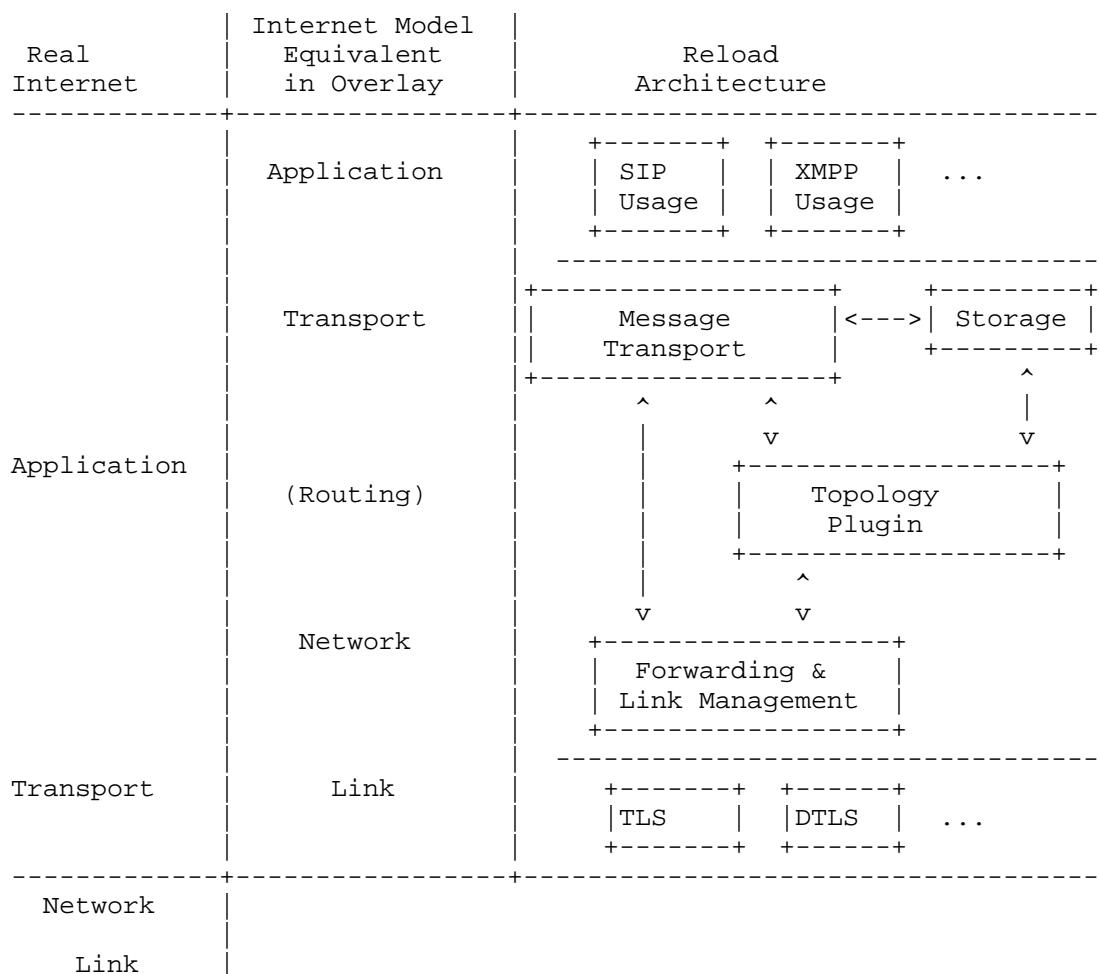 | Internet Model  |
 Real        |   Equivalent    |          Reload
Internet     |   in Overlay    |       Architecture
-------------+-----------------+------------------------------------
             |                 |    +-------+  +-------+
             |  Application    |    | SIP   |  | XMPP  |  ...
             |                 |    | Usage |  | Usage |
             |                 |    +-------+  +-------+
             |                 |  ----------------------------------
             |                 |+------------------+     +---------+
             |   Transport     ||     Message      |<--->| Storage |
             |                 ||    Transport     |     +---------+
             |                 |+------------------+           ^
             |                 |       ^       ^               |
             |                 |       |       v               v
Application  |                 |       |     +-------------------+
             |   (Routing)     |       |     |    Topology       |
             |                 |       |     |     Plugin        |
             |                 |       |     +-------------------+
             |                 |       |         ^
             |                 |       v         v
             |    Network      |    +------------------+
             |                 |    |  Forwarding &    |
             |                 |    | Link Management  |
             |                 |    +------------------+
             |                 |  ----------------------------------
Transport    |      Link       |     +-------+  +------+
             |                 |     |TLS    |  |DTLS  |  ...
             |                 |     +-------+  +------+
-------------+-----------------+------------------------------------
  Network    |
             |
    Link     |